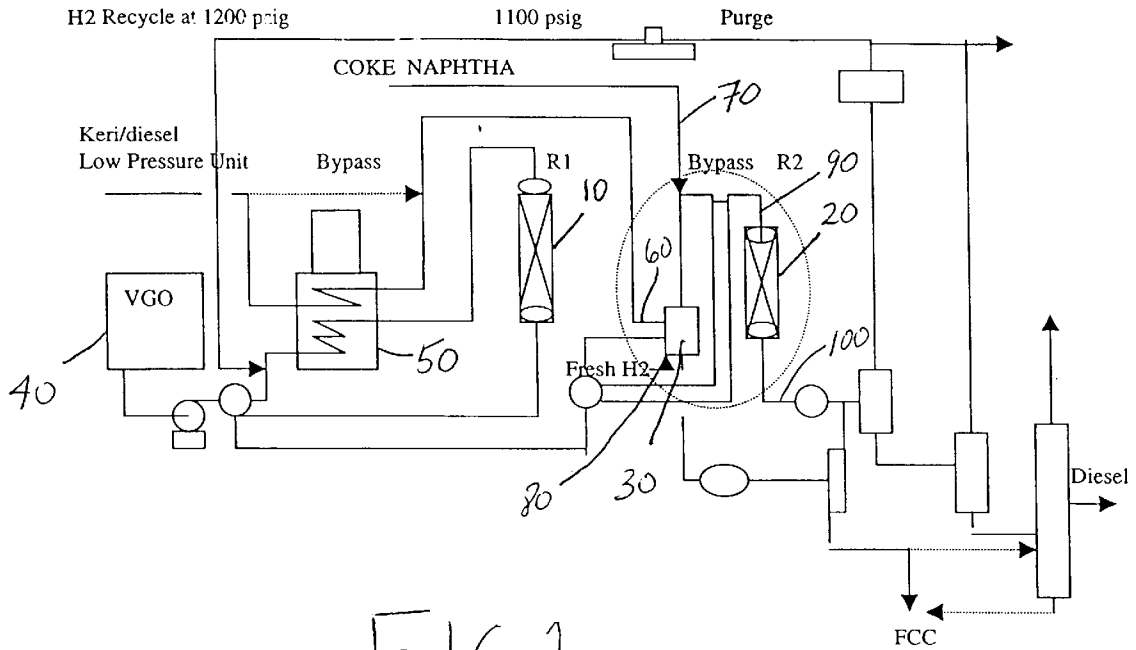 H2 Recycle at 1200 psig 1100 psig Purge
COKE NAPHTHA
70
Keri/diesel
Low Pressure Unit Bypass R1 Bypass R2 90
10 20
60
VGO
50 100
40 Fresh H2
80 30
Diesel
FCC
FIG 1